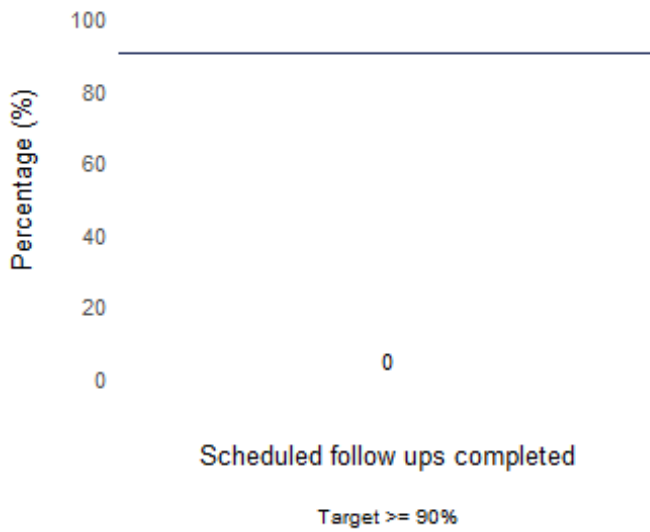 100
80
60
40
20
0
Percentage (%)
0
Scheduled follow ups completed
Target >= 90%